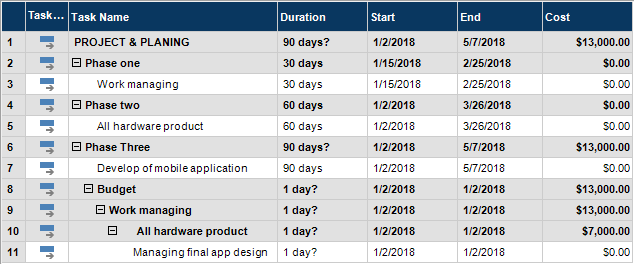 Task... Task Name Duration Start End Cost
1 PROJECT & PLANING 90 days? 1/2/2018 5/7/2018 $13,000.00
2 Phase one 30 days 1/15/2018 2/25/2018 $0.00
3 Work managing 30 days 1/15/2018 2/25/2018 $0.00
4 Phase two 60 days 1/2/2018 3/26/2018 $0.00
5 All hardware product 60 days 1/2/2018 3/26/2018 $0.00
6 Phase Three 90 days? 1/2/2018 5/7/2018 $13,000.00
7 Develop of mobile application 90 days 1/2/2018 5/7/2018 $0.00
8 Budget 1 day? 1/2/2018 1/2/2018 $13,000.00
9 Work managing 1 day? 1/2/2018 1/2/2018 $13,000.00
10 All hardware product 1 day? 1/2/2018 1/2/2018 $7,000.00
11 Managing final app design 1 day? 1/2/2018 1/2/2018 $0.00